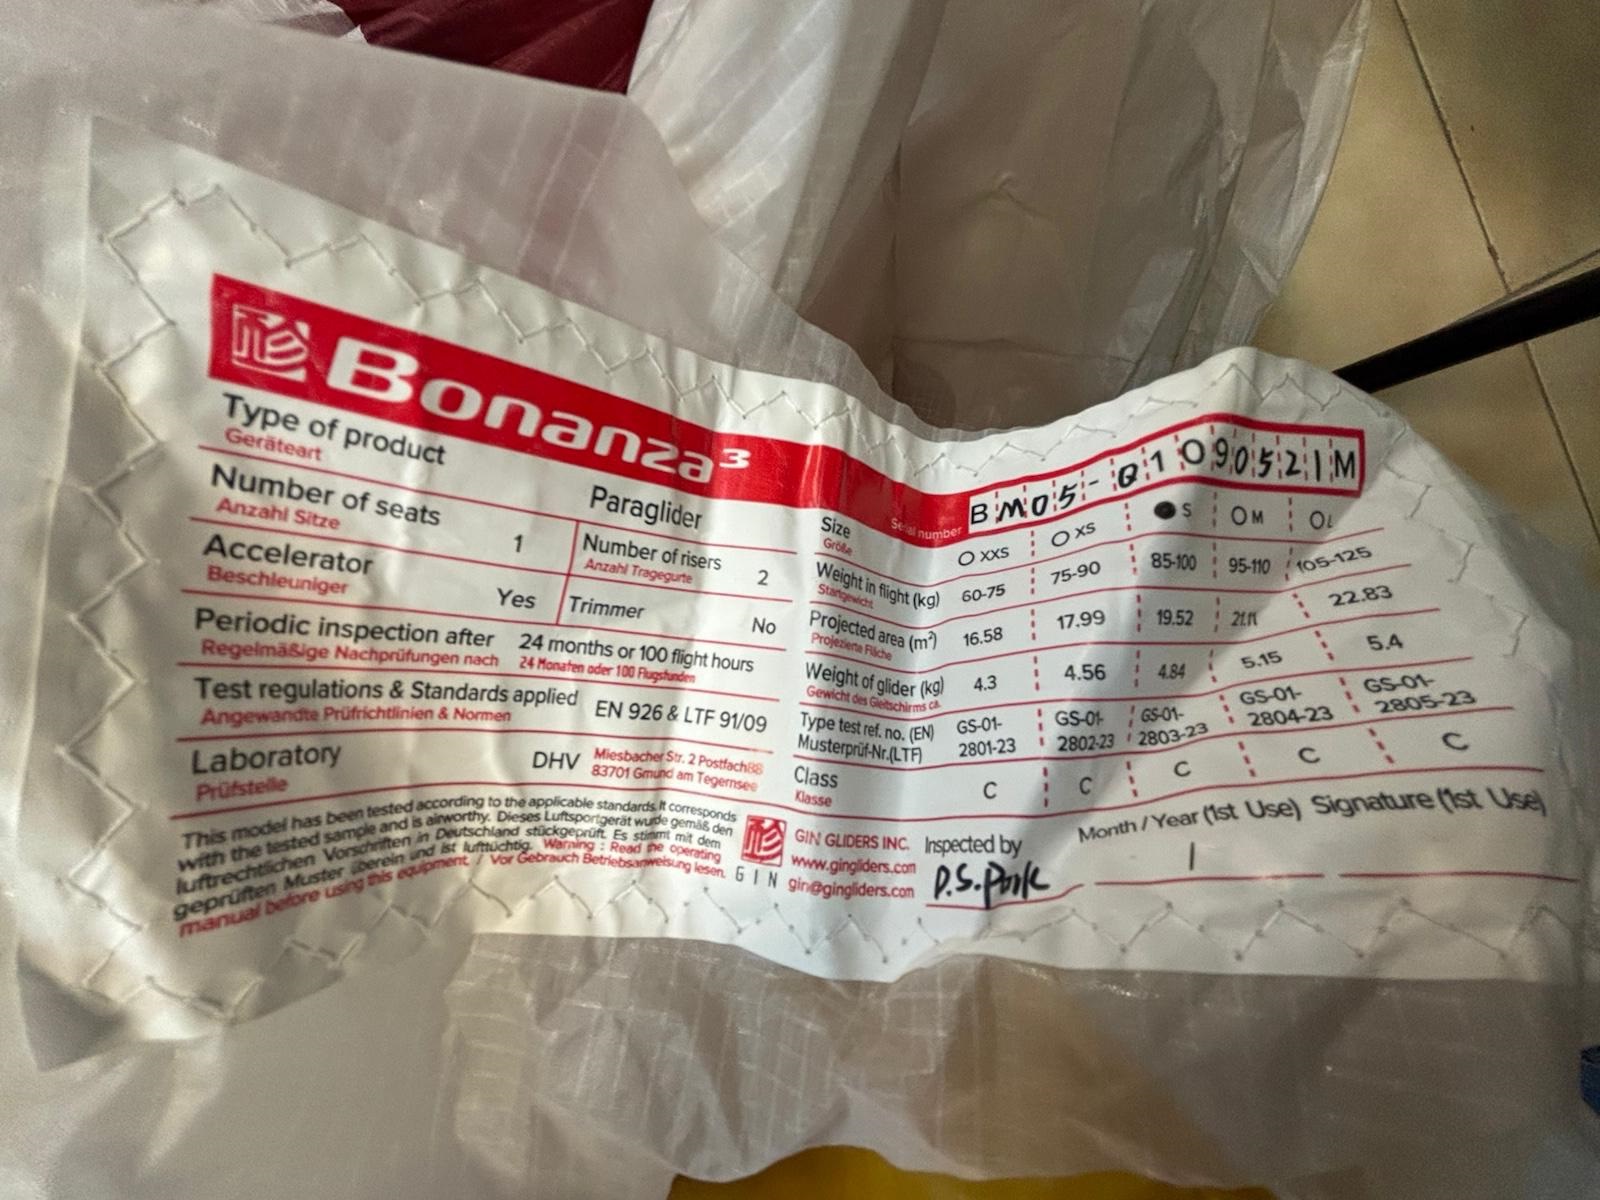 Bonanza³
Serial number BM05-Q1090521M
Type of product Paraglider
Geräteart
Number of seats 1 Number of risers 2
Anzahl Sitze Anzahl Tragegurte
Accelerator Yes Trimmer No
Beschleuniger
Periodic inspection after 24 months or 100 flight hours
Regelmäßige Nachprüfungen nach 24 Monaten oder 100 Flugstunden
Test regulations & Standards applied EN 926 & LTF 91/09
Angewandte Prüfrichtlinien & Normen
Laboratory DHV Miesbacher Str. 2 Postfach88
Prüfstelle 83701 Gmund am Tegernsee
This model has been tested according to the applicable standards. It corresponds
with the tested sample and is airworthy. Dieses Luftsportgerät wurde gemäß den
luftrechtlichen Vorschriften in Deutschland stückgeprüft. Es stimmt mit dem
geprüften Muster überein und ist lufttüchtig. Warning : Read the operating
manual before using this equipment. / Vor Gebrauch Betriebsanweisung lesen.
Size XXS XS S M L
Größe
Weight in flight (kg) 60-75 75-90 85-100 95-110 105-125
Startgewicht
Projected area (m²) 16.58 17.99 19.52 21.11 22.83
Projezierte Fläche
Weight of glider (kg) 4.3 4.56 4.84 5.15 5.4
Gewicht des Gleitschirms ca.
Type test ref. no. (EN) GS-01- GS-01- GS-01- GS-01- GS-01-
Musterprüf-Nr.(LTF) 2801-23 2802-23 2803-23 2804-23 2805-23
Class C C C C C
Klasse
GIN
GIN GLIDERS INC.
www.gingliders.com
gin@gingliders.com
Inspected by
P.S.Park
Month / Year (1st Use) Signature (1st Use)
/